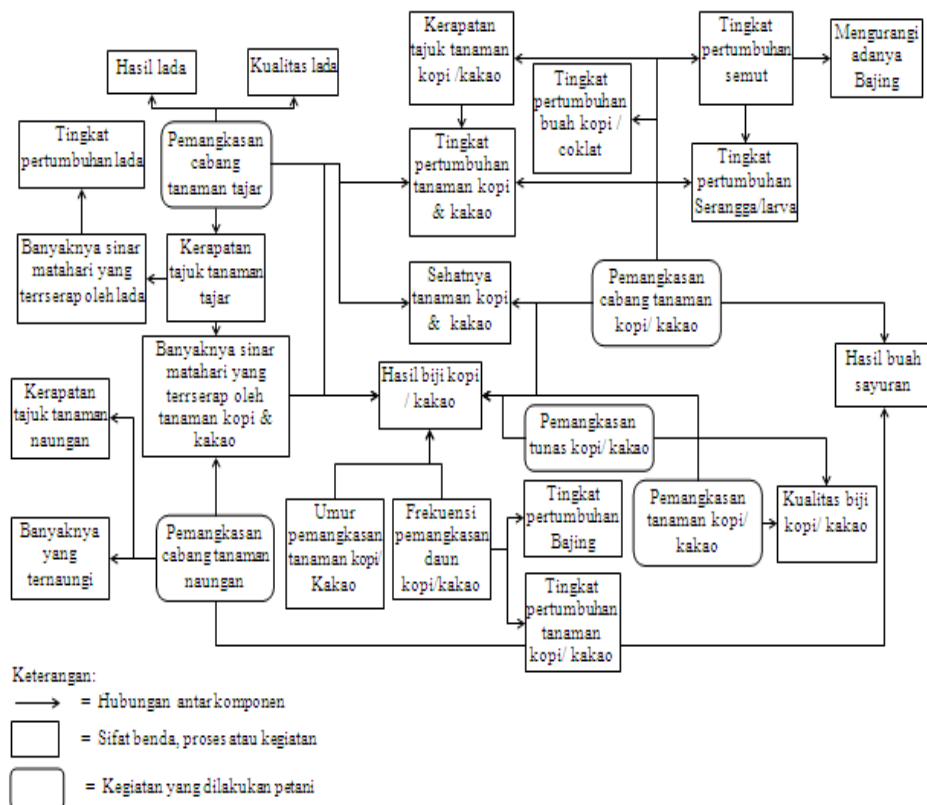 Hasil lada
Kualitas lada
Kerapatan
tajuk tanaman
kopi /kakao
Tingkat
pertumbuhan
semut
Mengurangi
adanya
Bajing
Tingkat
pertumbuhan
buah kopi /
coklat
Tingkat
pertumbuhan lada
Pemangkasan
cabang
tanaman tajar
Tingkat
pertumbuhan
tanaman kopi
& kakao
Tingkat
pertumbuhan
Serangga/larva
Banyaknya sinar
matahari yang
terrserap oleh lada
Kerapatan
tajuk tanaman
tajar
Sehatnya
tanaman kopi
& kakao
Pemangkasan
cabang tanaman
kopi/ kakao
Banyaknya sinar
matahari yang
terrserap oleh
tanaman kopi &
kakao
Hasil biji kopi
/ kakao
Hasil buah
sayuran
Kerapatan
tajuk tanaman
naungan
Pemangkasan
tunas kopi/ kakao
Banyaknya
yang
ternaungi
Pemangkasan
cabang tanaman
naungan
Umur
pemangkasan
tanaman kopi/
Kakao
Frekuensi
pemangkasan
daun
kopi/kakao
Tingkat
pertumbuhan
Bajing
Pemangkasan
tanaman kopi/
kakao
Kualitas biji
kopi/ kakao
Tingkat
pertumbuhan
tanaman
kopi/ kakao
Keterangan:
= Hubungan antar komponen
= Sifat benda, proses atau kegiatan
= Kegiatan yang dilakukan petani